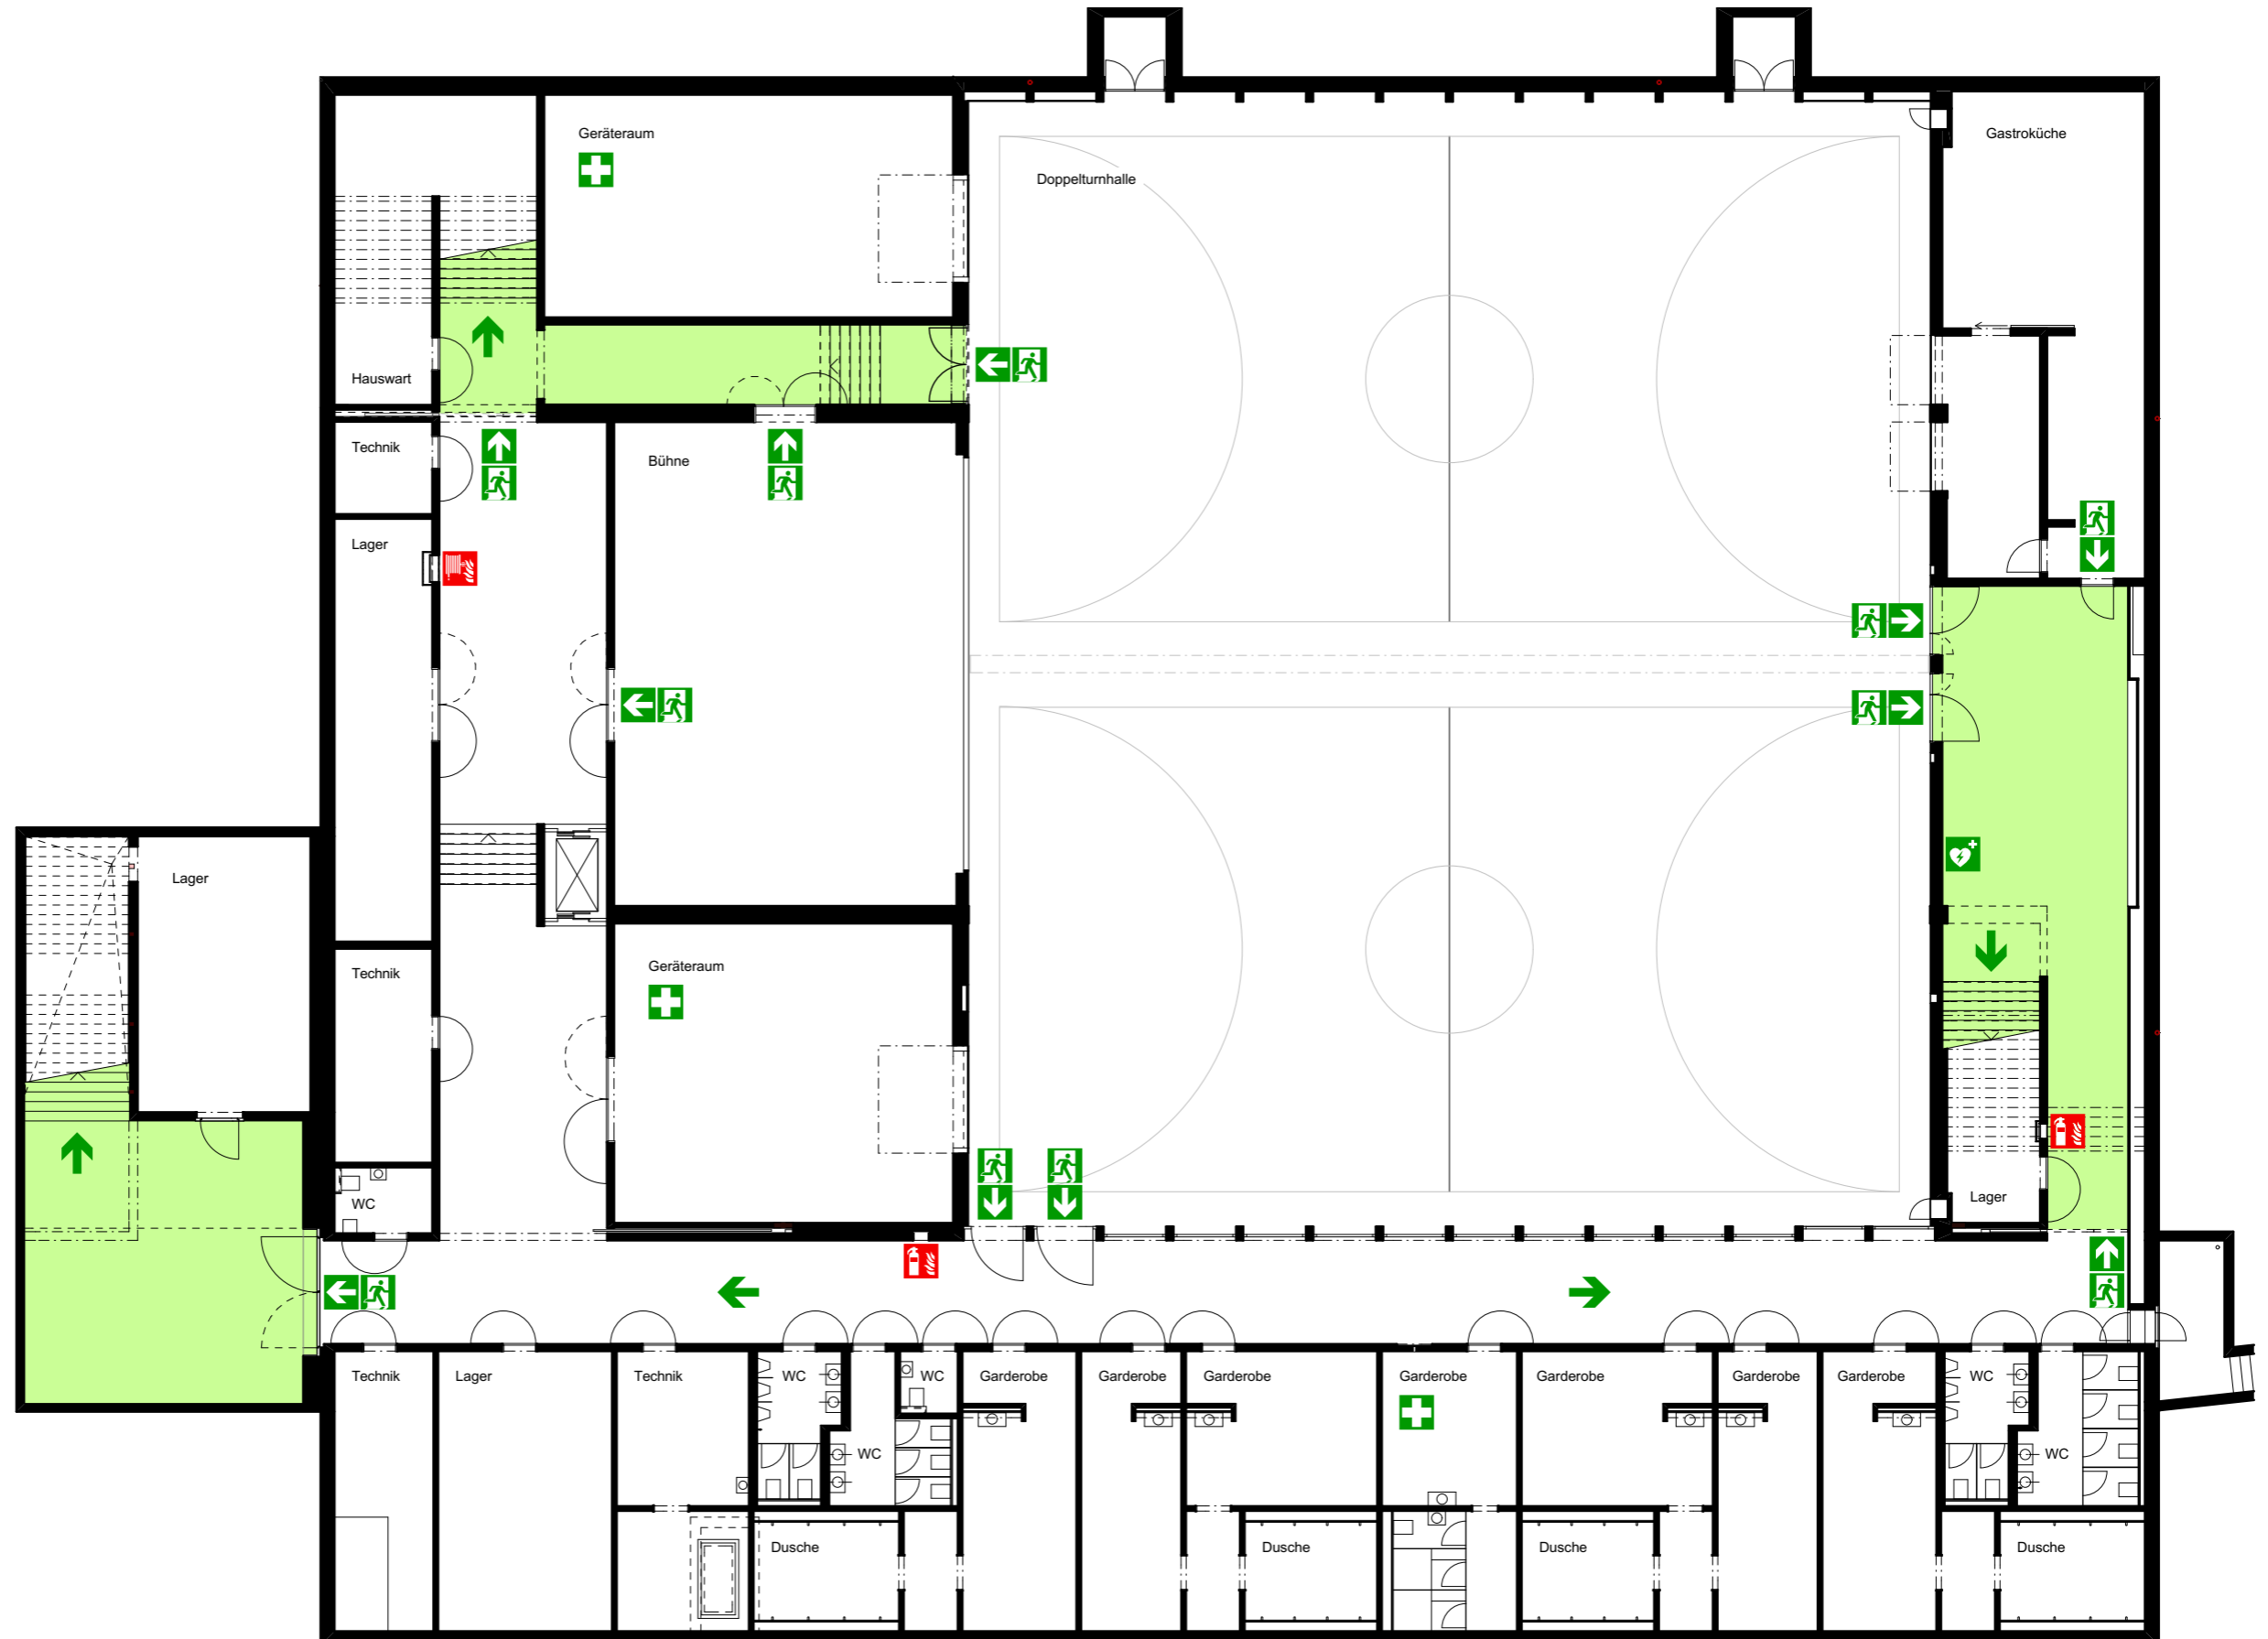 Geräteraum
Gastroküche
Doppelturnhalle
Hauswart
Technik
Bühne
Lager
Lager
Geräteraum
Technik
WC
Lager
Technik
Lager
Technik
WC
WC
Garderobe
Garderobe
Garderobe
Garderobe
Garderobe
Garderobe
Garderobe
WC
WC
WC
Dusche
Dusche
Dusche
Dusche